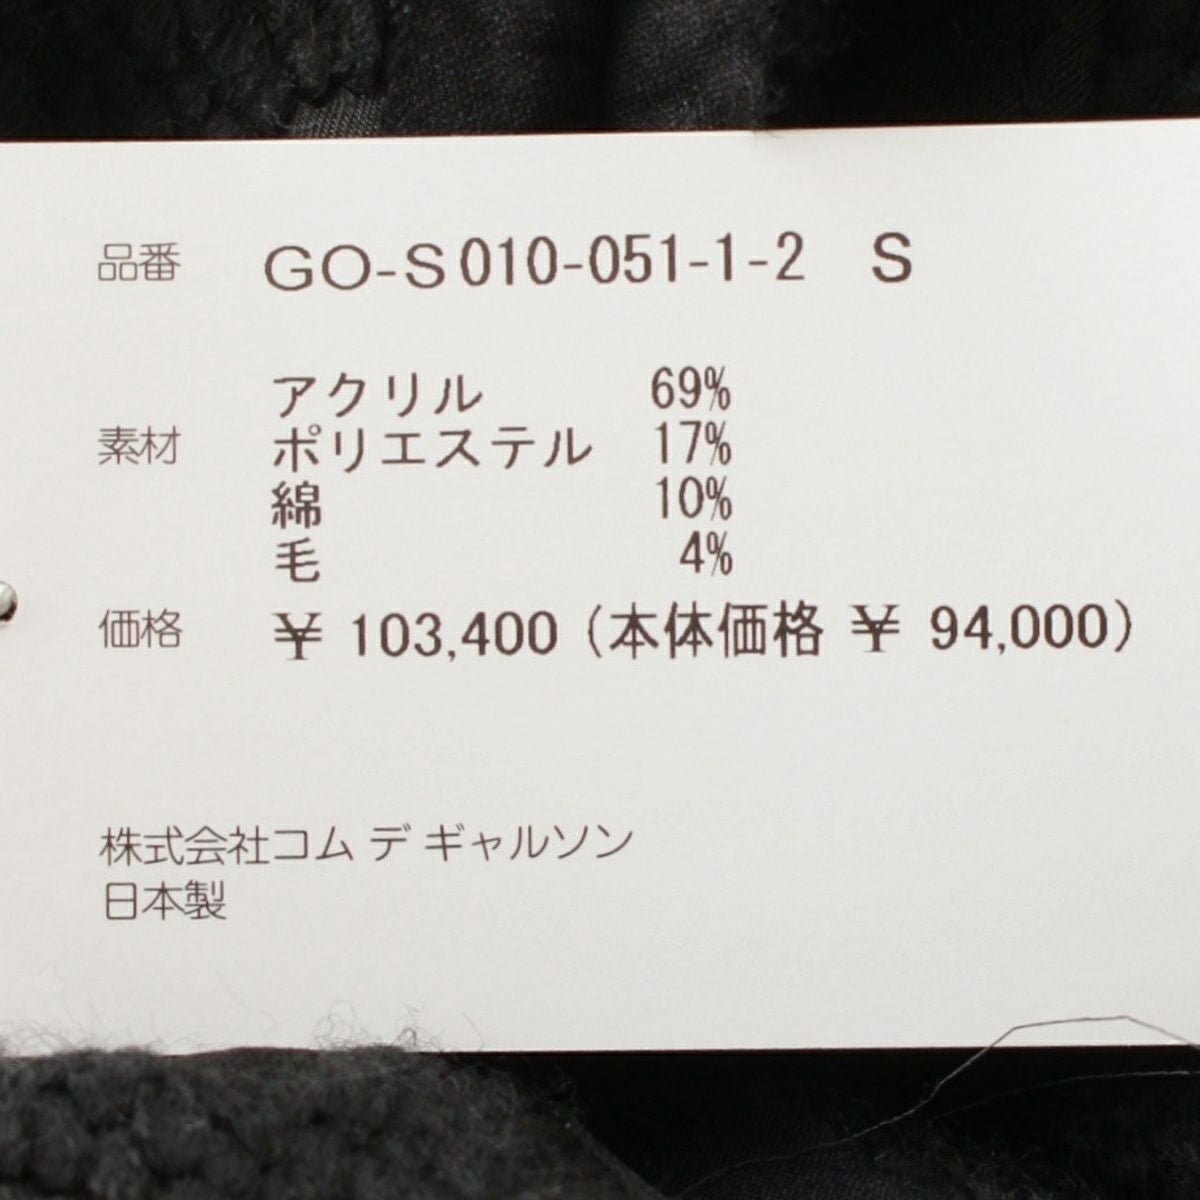 品番 GO-S010-051-1-2 S
アクリル 69%
素材 ポリエステル 17%
綿 10%
毛 4%
価格 ¥ 103,400 (本体価格 ¥ 94,000)
株式会社コム デ ギャルソン
日本製